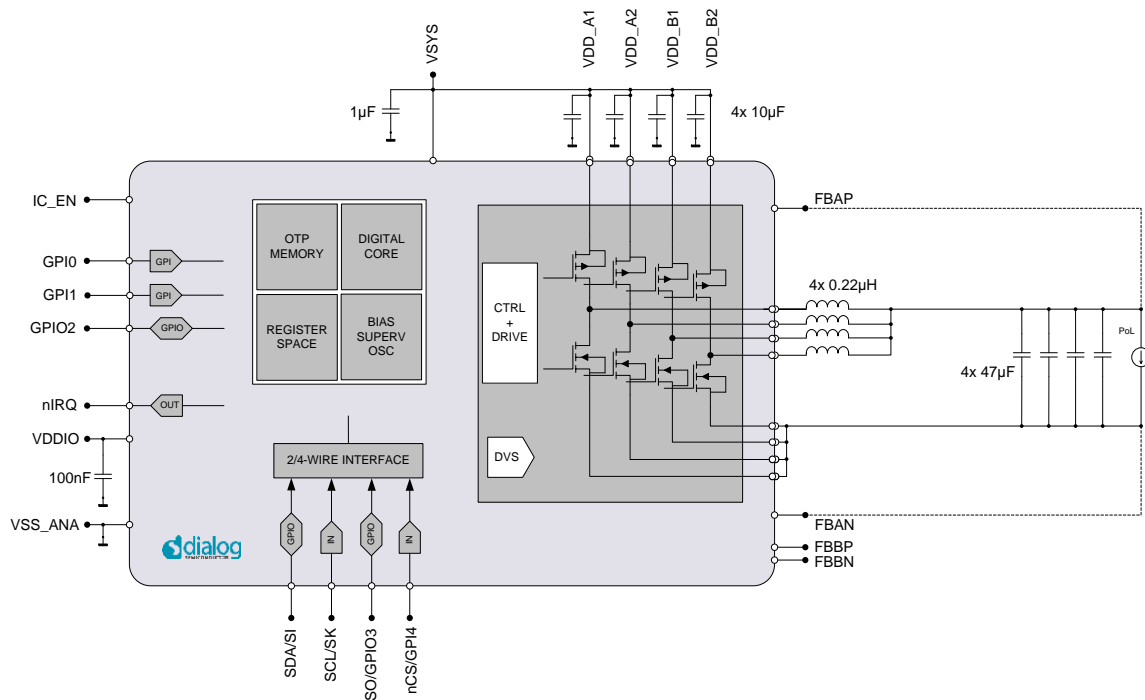 VSYS
VDD_A1
VDD_A2
VDD_B1
VDD_B2
1µF
4x 10µF
IC_EN
FBAP
OTP
MEMORY
DIGITAL
CORE
GPI0
GPI
GPI1
GPI
GPIO2
GPIO
REGISTER
SPACE
BIAS
SUPERV
OSC
CTRL
+
DRIVE
4x 0.22µH
PoL
4x 47µF
nIRQ
OUT
VDDIO
100nF
2/4-WIRE INTERFACE
DVS
VSS_ANA
dialog
SEMICONDUCTOR
GPIO
IN
GPIO
IN
FBAN
FBBP
FBBN
SDA/SI
SCL/SK
SO/GPIO3
nCS/GPI4